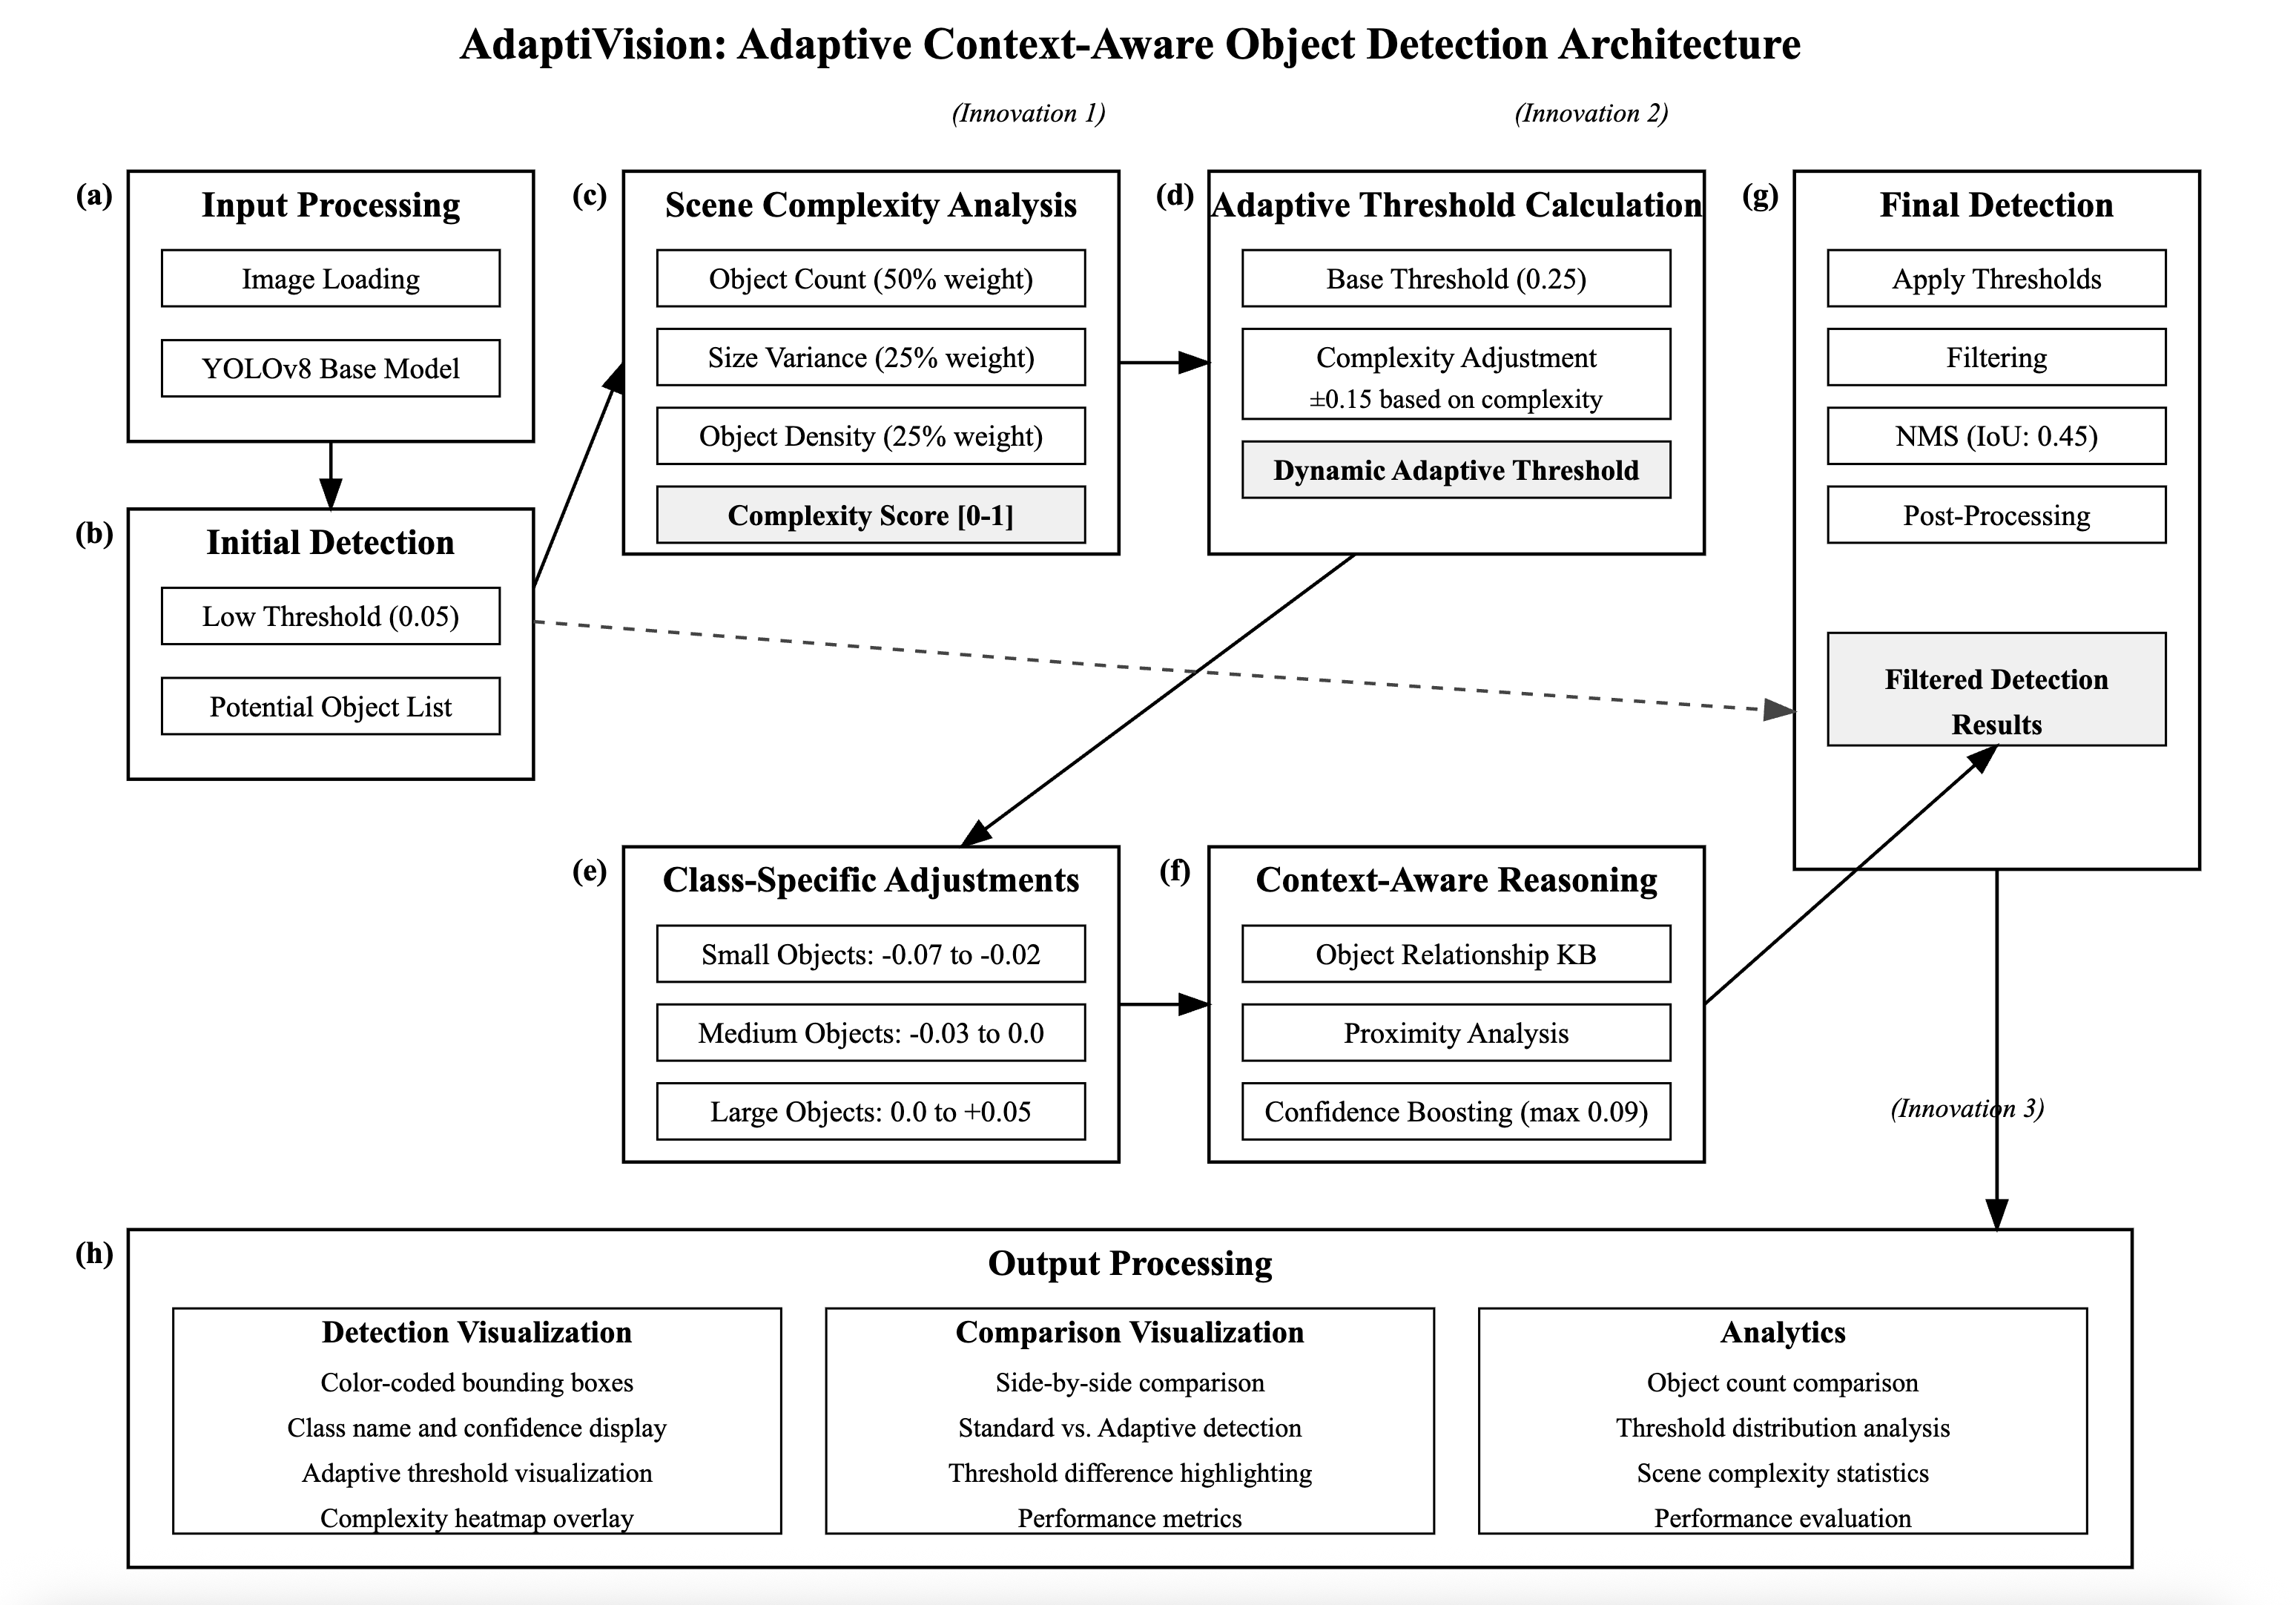 AdaptiVision: Adaptive Context-Aware Object Detection Architecture
(Innovation 1)
(Innovation 2)
(a)
Input Processing
Image Loading
YOLOv8 Base Model
(b)
Initial Detection
Low Threshold (0.05)
Potential Object List
(c)
Scene Complexity Analysis
Object Count (50% weight)
Size Variance (25% weight)
Object Density (25% weight)
Complexity Score [0-1]
(d)
Adaptive Threshold Calculation
Base Threshold (0.25)
Complexity Adjustment
±0.15 based on complexity
Dynamic Adaptive Threshold
(g)
Final Detection
Apply Thresholds
Filtering
NMS (IoU: 0.45)
Post-Processing
Filtered Detection
Results
(e)
Class-Specific Adjustments
Small Objects: -0.07 to -0.02
Medium Objects: -0.03 to 0.0
Large Objects: 0.0 to +0.05
(f)
Context-Aware Reasoning
Object Relationship KB
Proximity Analysis
Confidence Boosting (max 0.09)
(Innovation 3)
(h)
Output Processing
Detection Visualization
Color-coded bounding boxes
Class name and confidence display
Adaptive threshold visualization
Complexity heatmap overlay
Comparison Visualization
Side-by-side comparison
Standard vs. Adaptive detection
Threshold difference highlighting
Performance metrics
Analytics
Object count comparison
Threshold distribution analysis
Scene complexity statistics
Performance evaluation